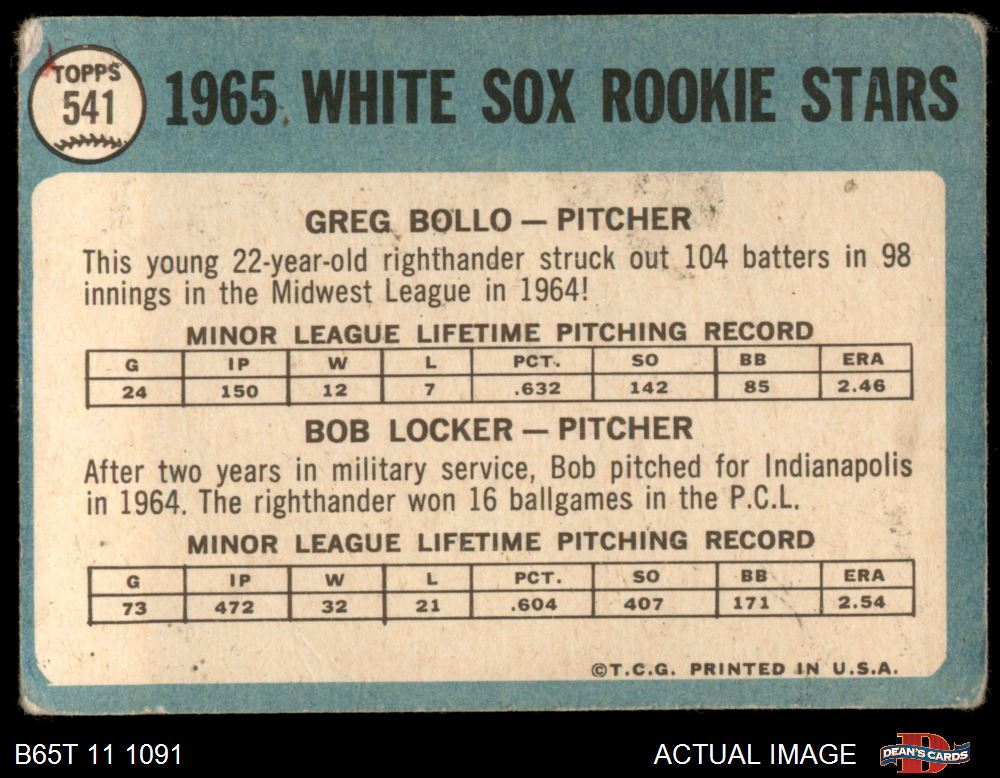 TOPPS
541
1965 WHITE SOX ROOKIE STARS
GREG BOLLO — PITCHER
This young 22-year-old righthander struck out 104 batters in 98
innings in the Midwest League in 1964!
MINOR LEAGUE LIFETIME PITCHING RECORD
G IP W L PCT. SO BB ERA
24 150 12 7 .632 142 85 2.46
BOB LOCKER — PITCHER
After two years in military service, Bob pitched for Indianapolis
in 1964. The righthander won 16 ballgames in the P.C.L.
MINOR LEAGUE LIFETIME PITCHING RECORD
G IP W L PCT. SO BB ERA
73 472 32 21 .604 407 171 2.54
©T.C.G. PRINTED IN U.S.A.
B65T 11 1091 ACTUAL IMAGE D DEAN'S CARDS